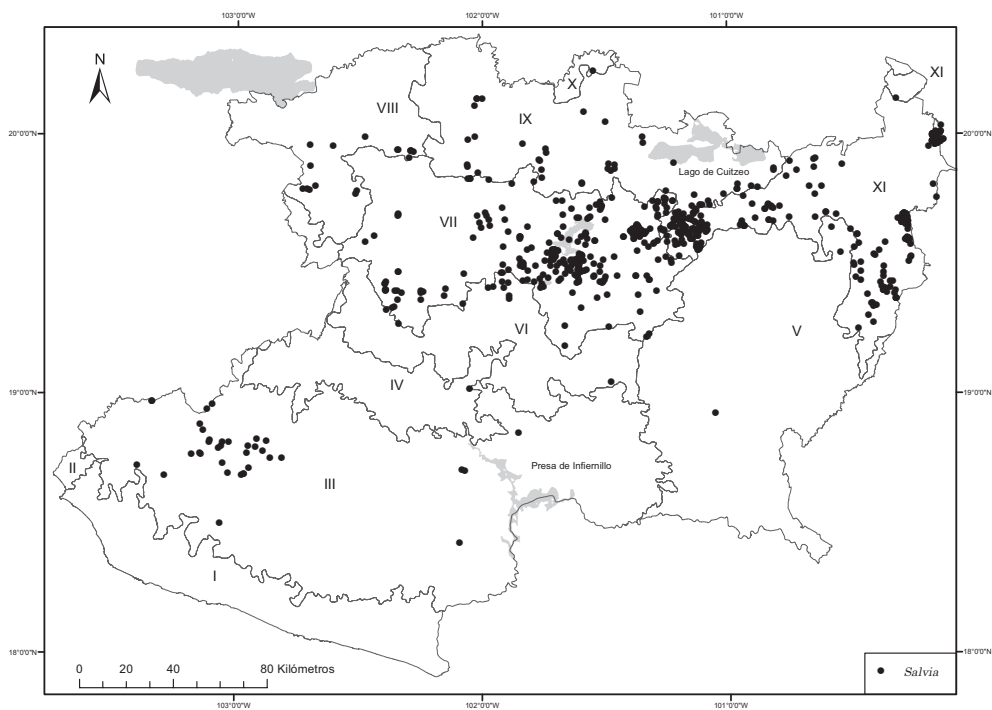 103°0'0"W 102°0'0"W 101°0'0"W
N
XI
X
VIII
IX
20°0'0"N 20°0'0"N
Lago de Cuitzeo
XI
VII
VI
V
IV
19°0'0"N 19°0'0"N
II
Presa de Infiernillo
III
I
18°0'0"N 18°0'0"N
0 20 40 80 Kilómetros
Salvia
103°0'0"W 102°0'0"W 101°0'0"W